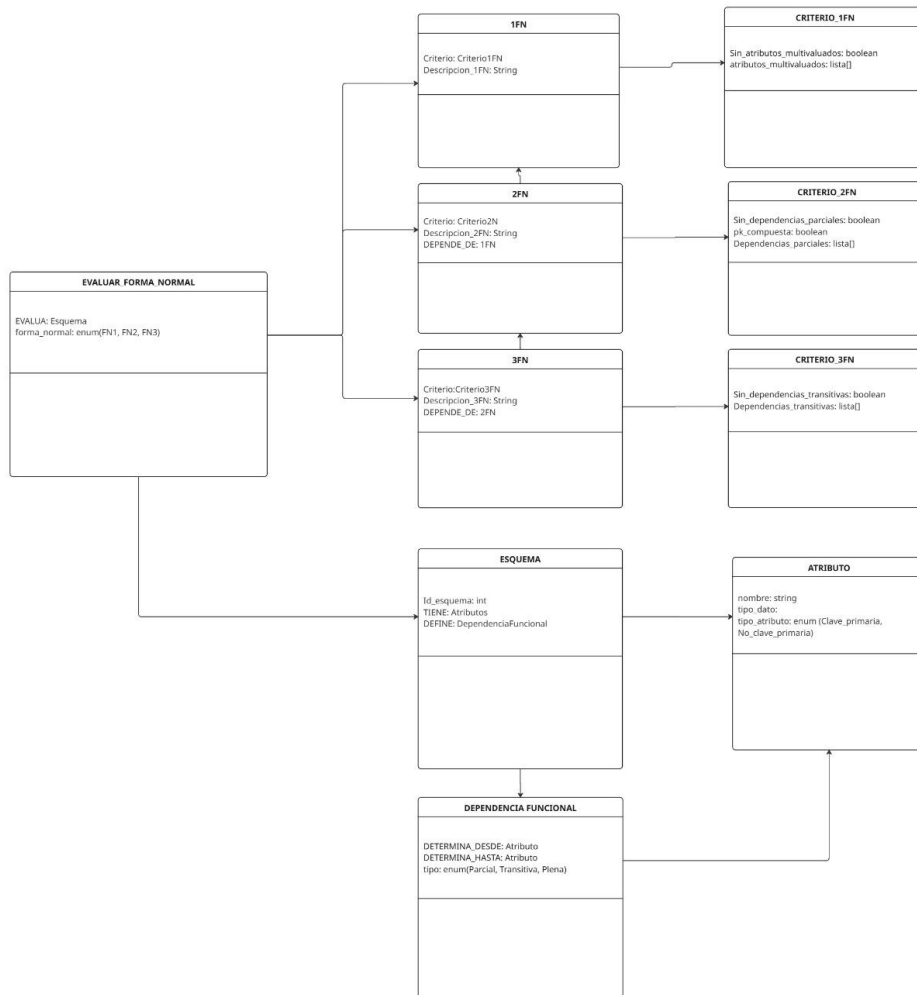 1FN
Criterio: Criterio1FN
Descripcion_1FN: String
CRITERIO_1FN
Sin_atributos_multivaluados: boolean
atributos_multivaluados: lista[]
2FN
Criterio: Criterio2N
Descripcion_2FN: String
DEPENDE_DE: 1FN
CRITERIO_2FN
Sin_dependencias_parciales: boolean
pk_compuesta: boolean
Dependencias_parciales: lista[]
EVALUAR_FORMA_NORMAL
EVALUA: Esquema
forma_normal: enum(FN1, FN2, FN3)
3FN
Criterio:Criterio3FN
Descripcion_3FN: String
DEPENDE_DE: 2FN
CRITERIO_3FN
Sin_dependencias_transitivas: boolean
Dependencias_transitivas: lista[]
ESQUEMA
Id_esquema: int
TIENE: Atributos
DEFINE: DependenciaFuncional
ATRIBUTO
nombre: string
tipo_dato:
tipo_atributo: enum (Clave_primaria,
No_clave_primaria)
DEPENDENCIA FUNCIONAL
DETERMINA_DESDE: Atributo
DETERMINA_HASTA: Atributo
tipo: enum(Parcial, Transitiva, Plena)